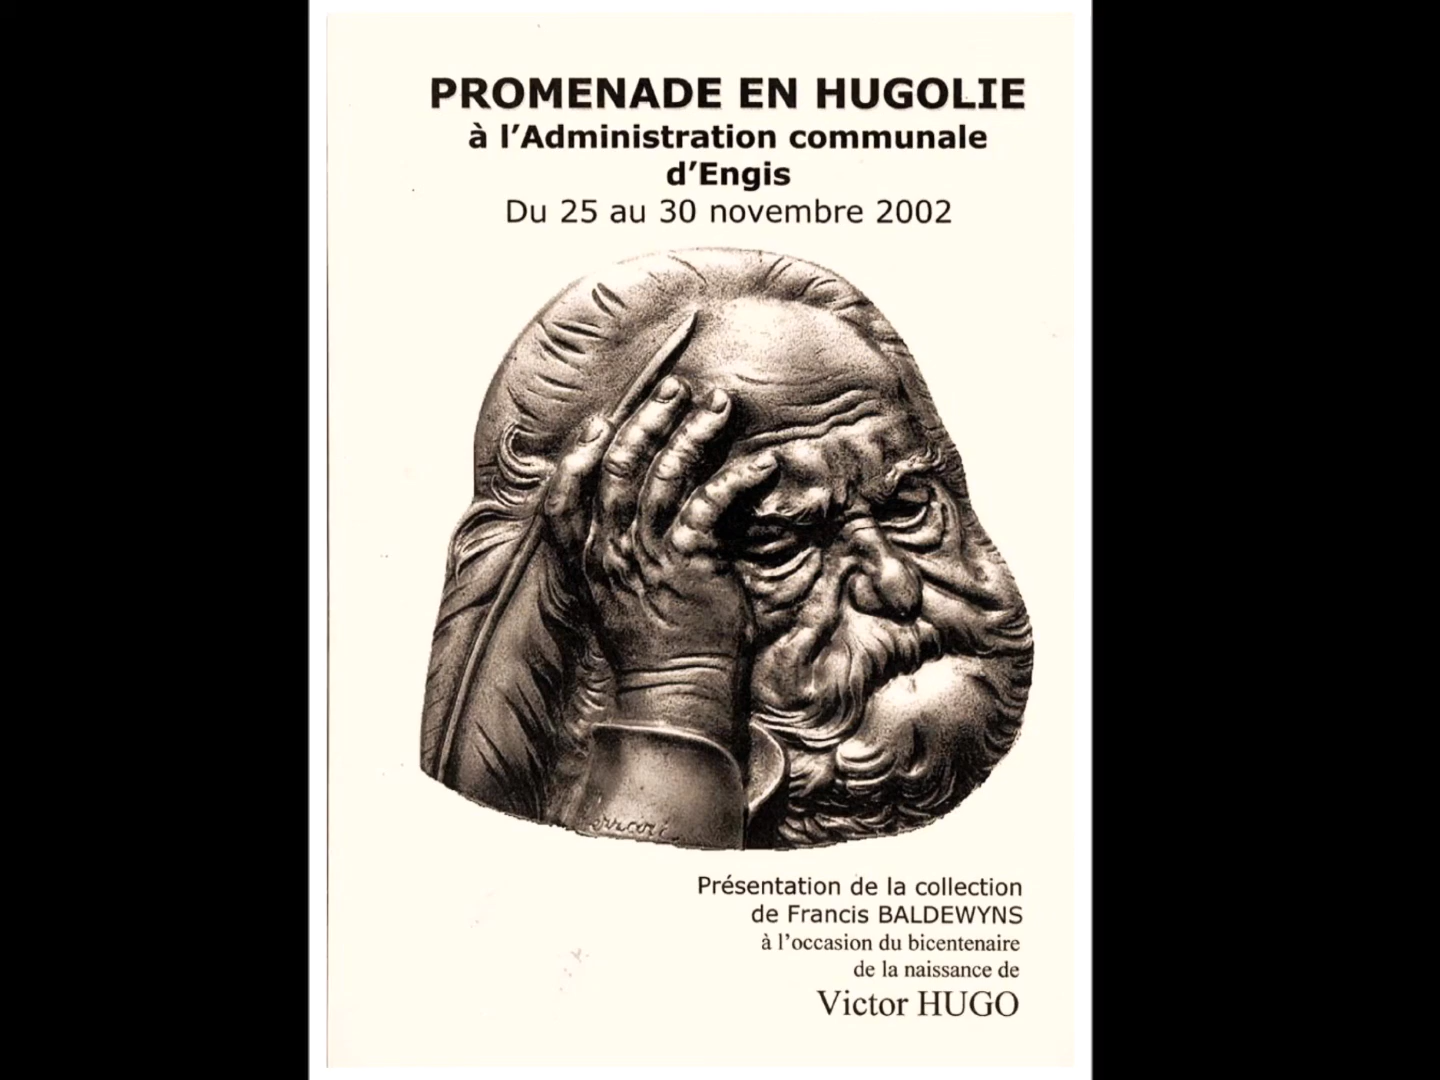 PROMENADE EN HUGOLIE
à l’Administration communale
d’Engis
Du 25 au 30 novembre 2002
Présentation de la collection
de Francis BALDEWYNS
à l’occasion du bicentenaire
de la naissance de
Victor HUGO